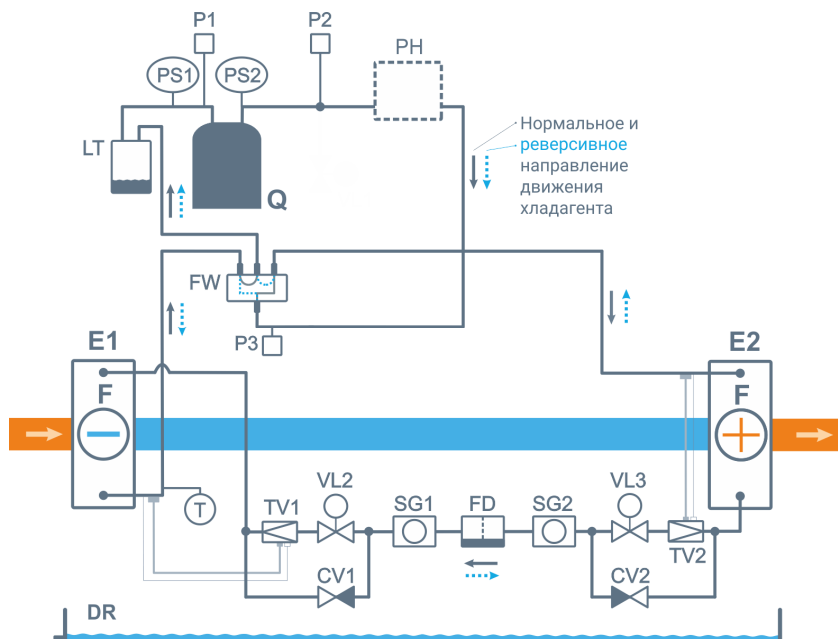 P1
P2
PH
PS1
PS2
Нормальное и
реверсивное
направление
движения
хладагента
LT
Q
FW
P3
E1
E2
F
F
T
TV1
VL2
SG1
FD
SG2
VL3
TV2
CV1
CV2
DR